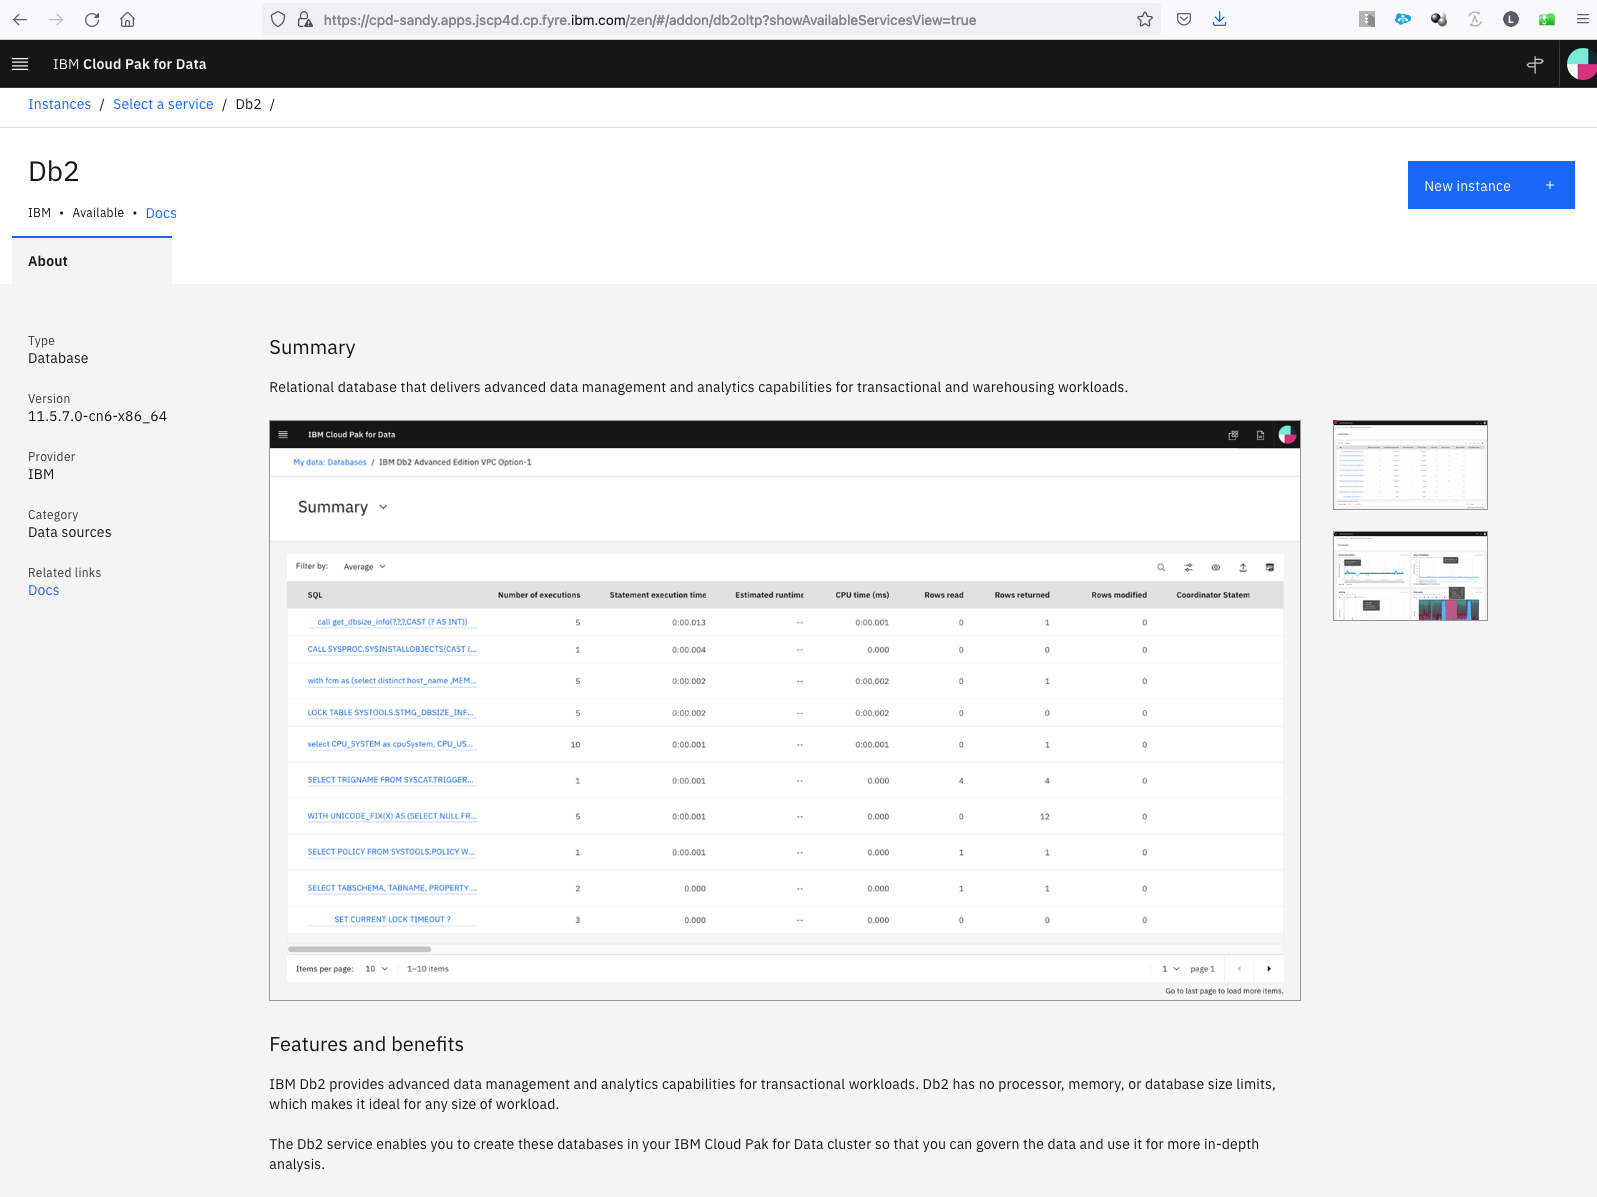 https://cpd-sandy.apps.jscp4d.cp.fyre.ibm.com/zen/#/addon/db2oltp?showAvailableServicesView=true
L
IBM Cloud Pak for Data
Instances / Select a service / Db2 /
Db2
New instance +
IBM • Available • Docs
About
Type
Database
Version
11.5.7.0-cn6-x86_64
Provider
IBM
Category
Data sources
Related links
Docs
Summary
Relational database that delivers advanced data management and analytics capabilities for transactional and warehousing workloads.
IBM Cloud Pak for Data
My data: Databases / IBM Db2 Advanced Edition VPC Option-1
Summary
Filter by: Average
SQL Number of executions Statement execution time Estimated runtime CPU time (ms) Rows read Rows returned Rows modified Coordinator Statem
call get_dbsize_info(?,?,?,CAST (? AS INT)) 5 0:00.013 -- 0:00.001 0 1 0
CALL SYSPROC.SYSINSTALLOBJECTS(CAST (... 1 0:00.004 -- 0.000 0 0 0
with fcm as (select distinct host_name ,MEM... 5 0:00.002 -- 0:00.002 0 1 0
LOCK TABLE SYSTOOLS.STMG_DBSIZE_INF... 5 0:00.002 -- 0:00.002 0 0 0
select CPU_SYSTEM as cpuSystem, CPU_US... 10 0:00.001 -- 0:00.001 0 1 0
SELECT TRIGNAME FROM SYSCAT.TRIGGER... 1 0:00.001 -- 0.000 4 4 0
WITH UNICODE_FIX(X) AS (SELECT NULL FR... 5 0:00.001 -- 0.000 0 12 0
SELECT POLICY FROM SYSTOOLS.POLICY W... 1 0:00.001 -- 0.000 1 1 0
SELECT TABSCHEMA, TABNAME, PROPERTY ... 2 0.000 -- 0.000 1 1 0
SET CURRENT LOCK TIMEOUT ? 3 0.000 -- 0.000 0 0 0
Items per page: 10 1–10 items 1 page 1
Go to last page to load more items.
Features and benefits
IBM Db2 provides advanced data management and analytics capabilities for transactional workloads. Db2 has no processor, memory, or database size limits,
which makes it ideal for any size of workload.
The Db2 service enables you to create these databases in your IBM Cloud Pak for Data cluster so that you can govern the data and use it for more in-depth
analysis.